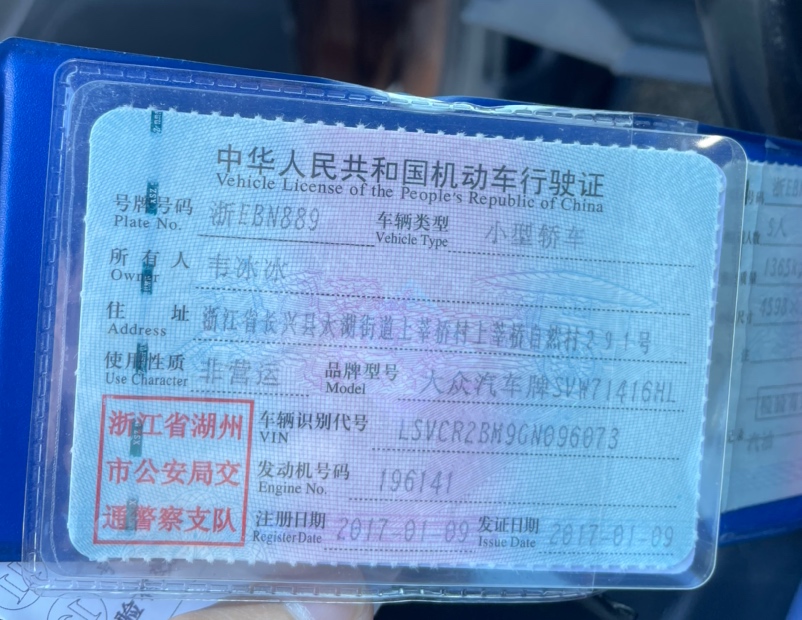 中华人民共和国机动车行驶证
Vehicle License of the People's Republic of China
号牌号码 浙EBN889 车辆类型 小型轿车
Plate No. Vehicle Type
所有人 韦冰冰
Owner
住址 浙江省长兴县太湖街道上莘桥村上莘桥自然村291号
Address
使用性质 非营运 品牌型号 大众汽车牌SVW71416HL
Use Character Model
浙江省湖州
市公安局交
通警察支队
车辆识别代号 LSVCR2BM9GN096073
VIN
发动机号码 196141
Engine No.
注册日期 2017-01-09 发证日期 2017-01-09
Register Date Issue Date
5人
验